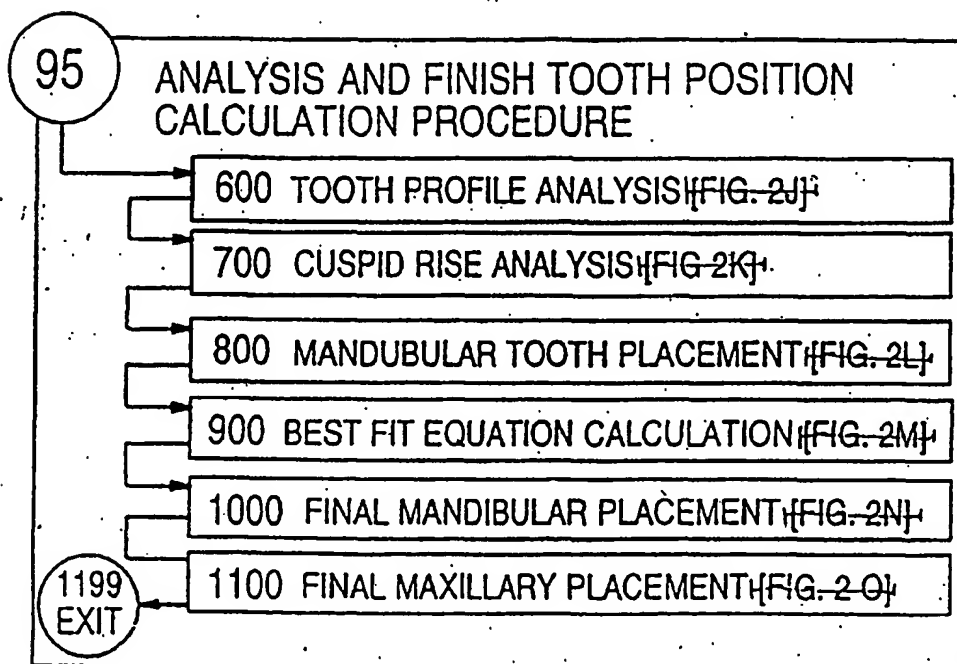 95
ANALYSIS AND FINISH TOOTH POSITION
CALCULATION PROCEDURE
600 TOOTH PROFILE ANALYSIS [FIG. 2J]
700 CUSPID RISE ANALYSIS [FIG 2K]
800 MANDUBULAR TOOTH PLACEMENT [FIG. 2L]
900 BEST FIT EQUATION CALCULATION [FIG. 2M]
1000 FINAL MANDIBULAR PLACEMENT [FIG. 2N]
1100 FINAL MAXILLARY PLACEMENT [FIG. 2 O]
1199
EXIT